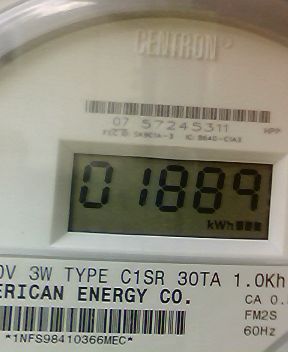 CENTRON®
07 57245311 HPP
01889
kWh
0V 3W TYPE C1SR 30TA 1.0Kh
ERICAN ENERGY CO.
CA 0.
FM2S
60Hz
*1NFS98410366MEC*